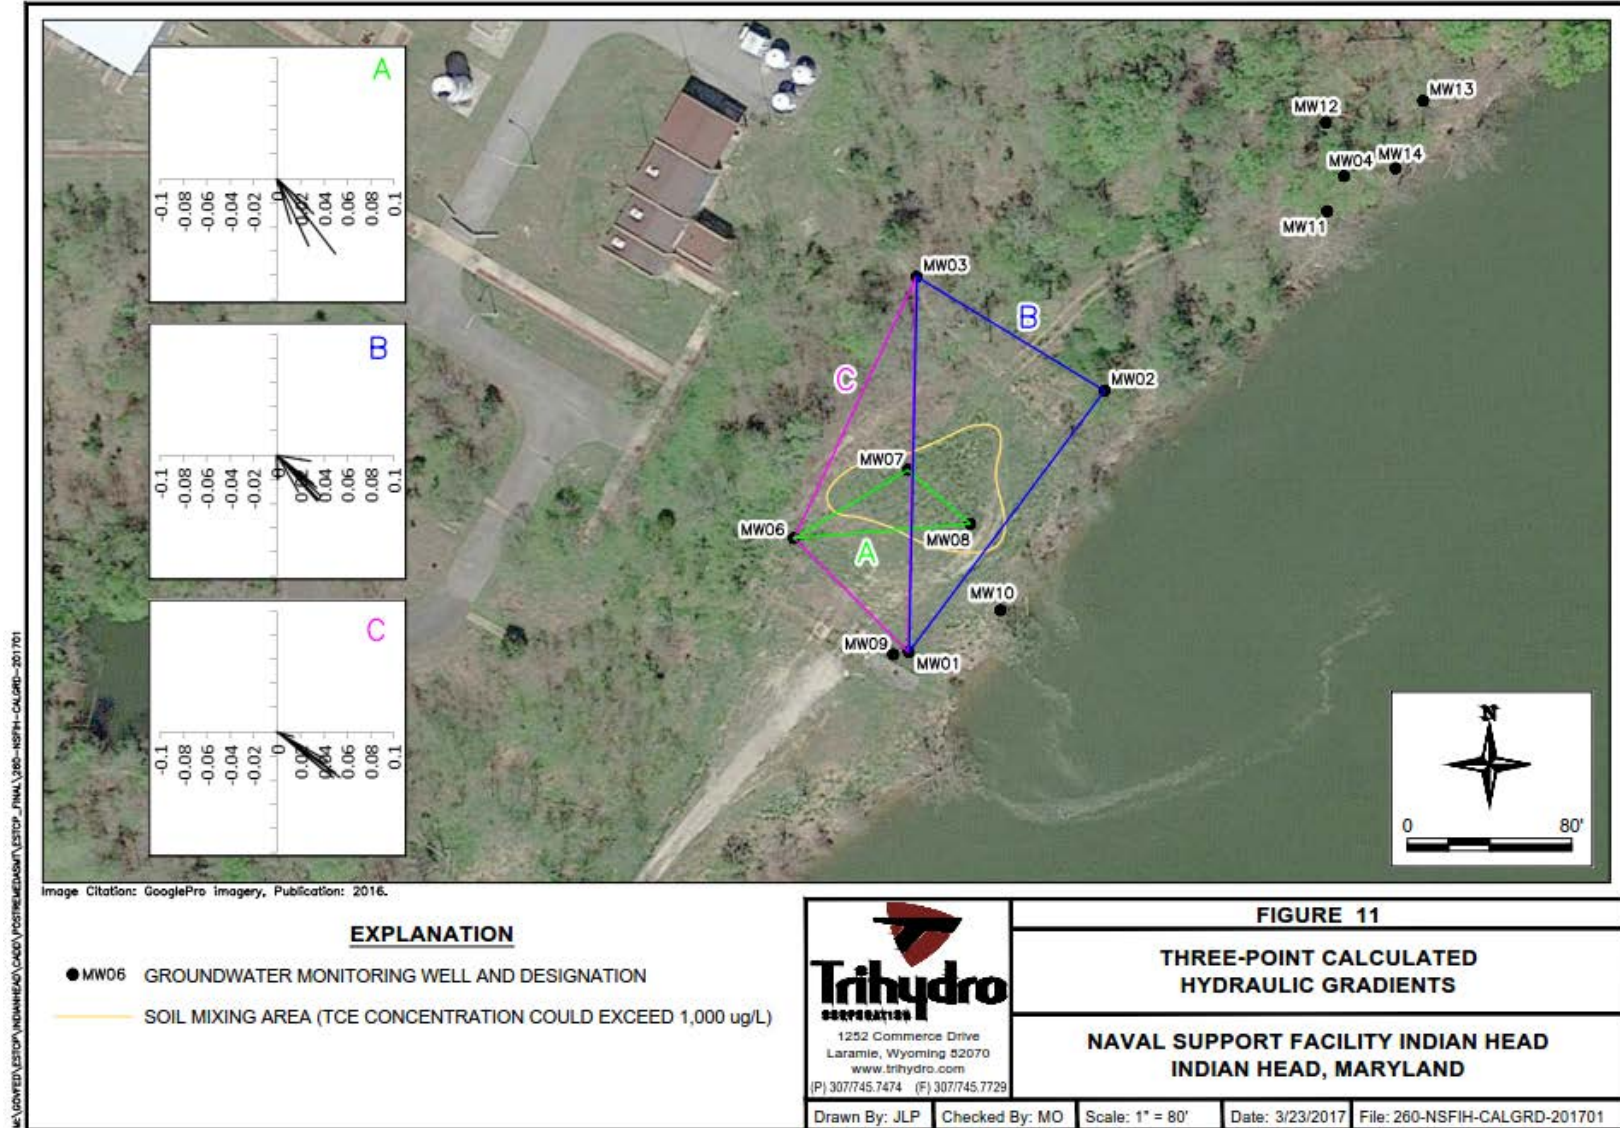 A
-0.1
-0.08
-0.06
-0.04
-0.02
0
0.02
0.04
0.06
0.08
0.1
B
-0.1
-0.08
-0.06
-0.04
-0.02
0
0.02
0.04
0.06
0.08
0.1
C
-0.1
-0.08
-0.06
-0.04
-0.02
0
0.02
0.04
0.06
0.08
0.1
MW13
MW12
MW04
MW14
MW11
MW03
B
C
MW02
MW07
MW06
MW08
A
MW10
MW09
MW01
N
0 80'
Image Citation: GooglePro imagery, Publication: 2016.
EXPLANATION
MW06 GROUNDWATER MONITORING WELL AND DESIGNATION
SOIL MIXING AREA (TCE CONCENTRATION COULD EXCEED 1,000 ug/L)
Trihydro
CORPORATION
1252 Commerce Drive
Laramie, Wyoming 82070
www.trihydro.com
(P) 307/745.7474 (F) 307/745.7729
FIGURE 11
THREE-POINT CALCULATED
HYDRAULIC GRADIENTS
NAVAL SUPPORT FACILITY INDIAN HEAD
INDIAN HEAD, MARYLAND
Drawn By: JLP
Checked By: MO
Scale: 1" = 80'
Date: 3/23/2017
File: 260-NSFIH-CALGRD-201701